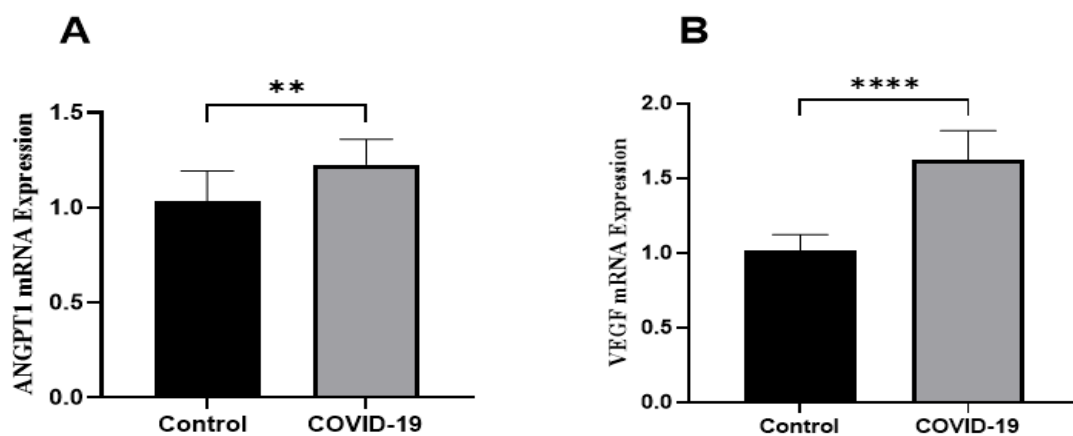 A
ANGPT1 mRNA Expression
**
1.5
1.0
0.5
0.0
Control
COVID-19
B
VEGF mRNA Expression
****
2.0
1.5
1.0
0.5
0.0
Control
COVID-19